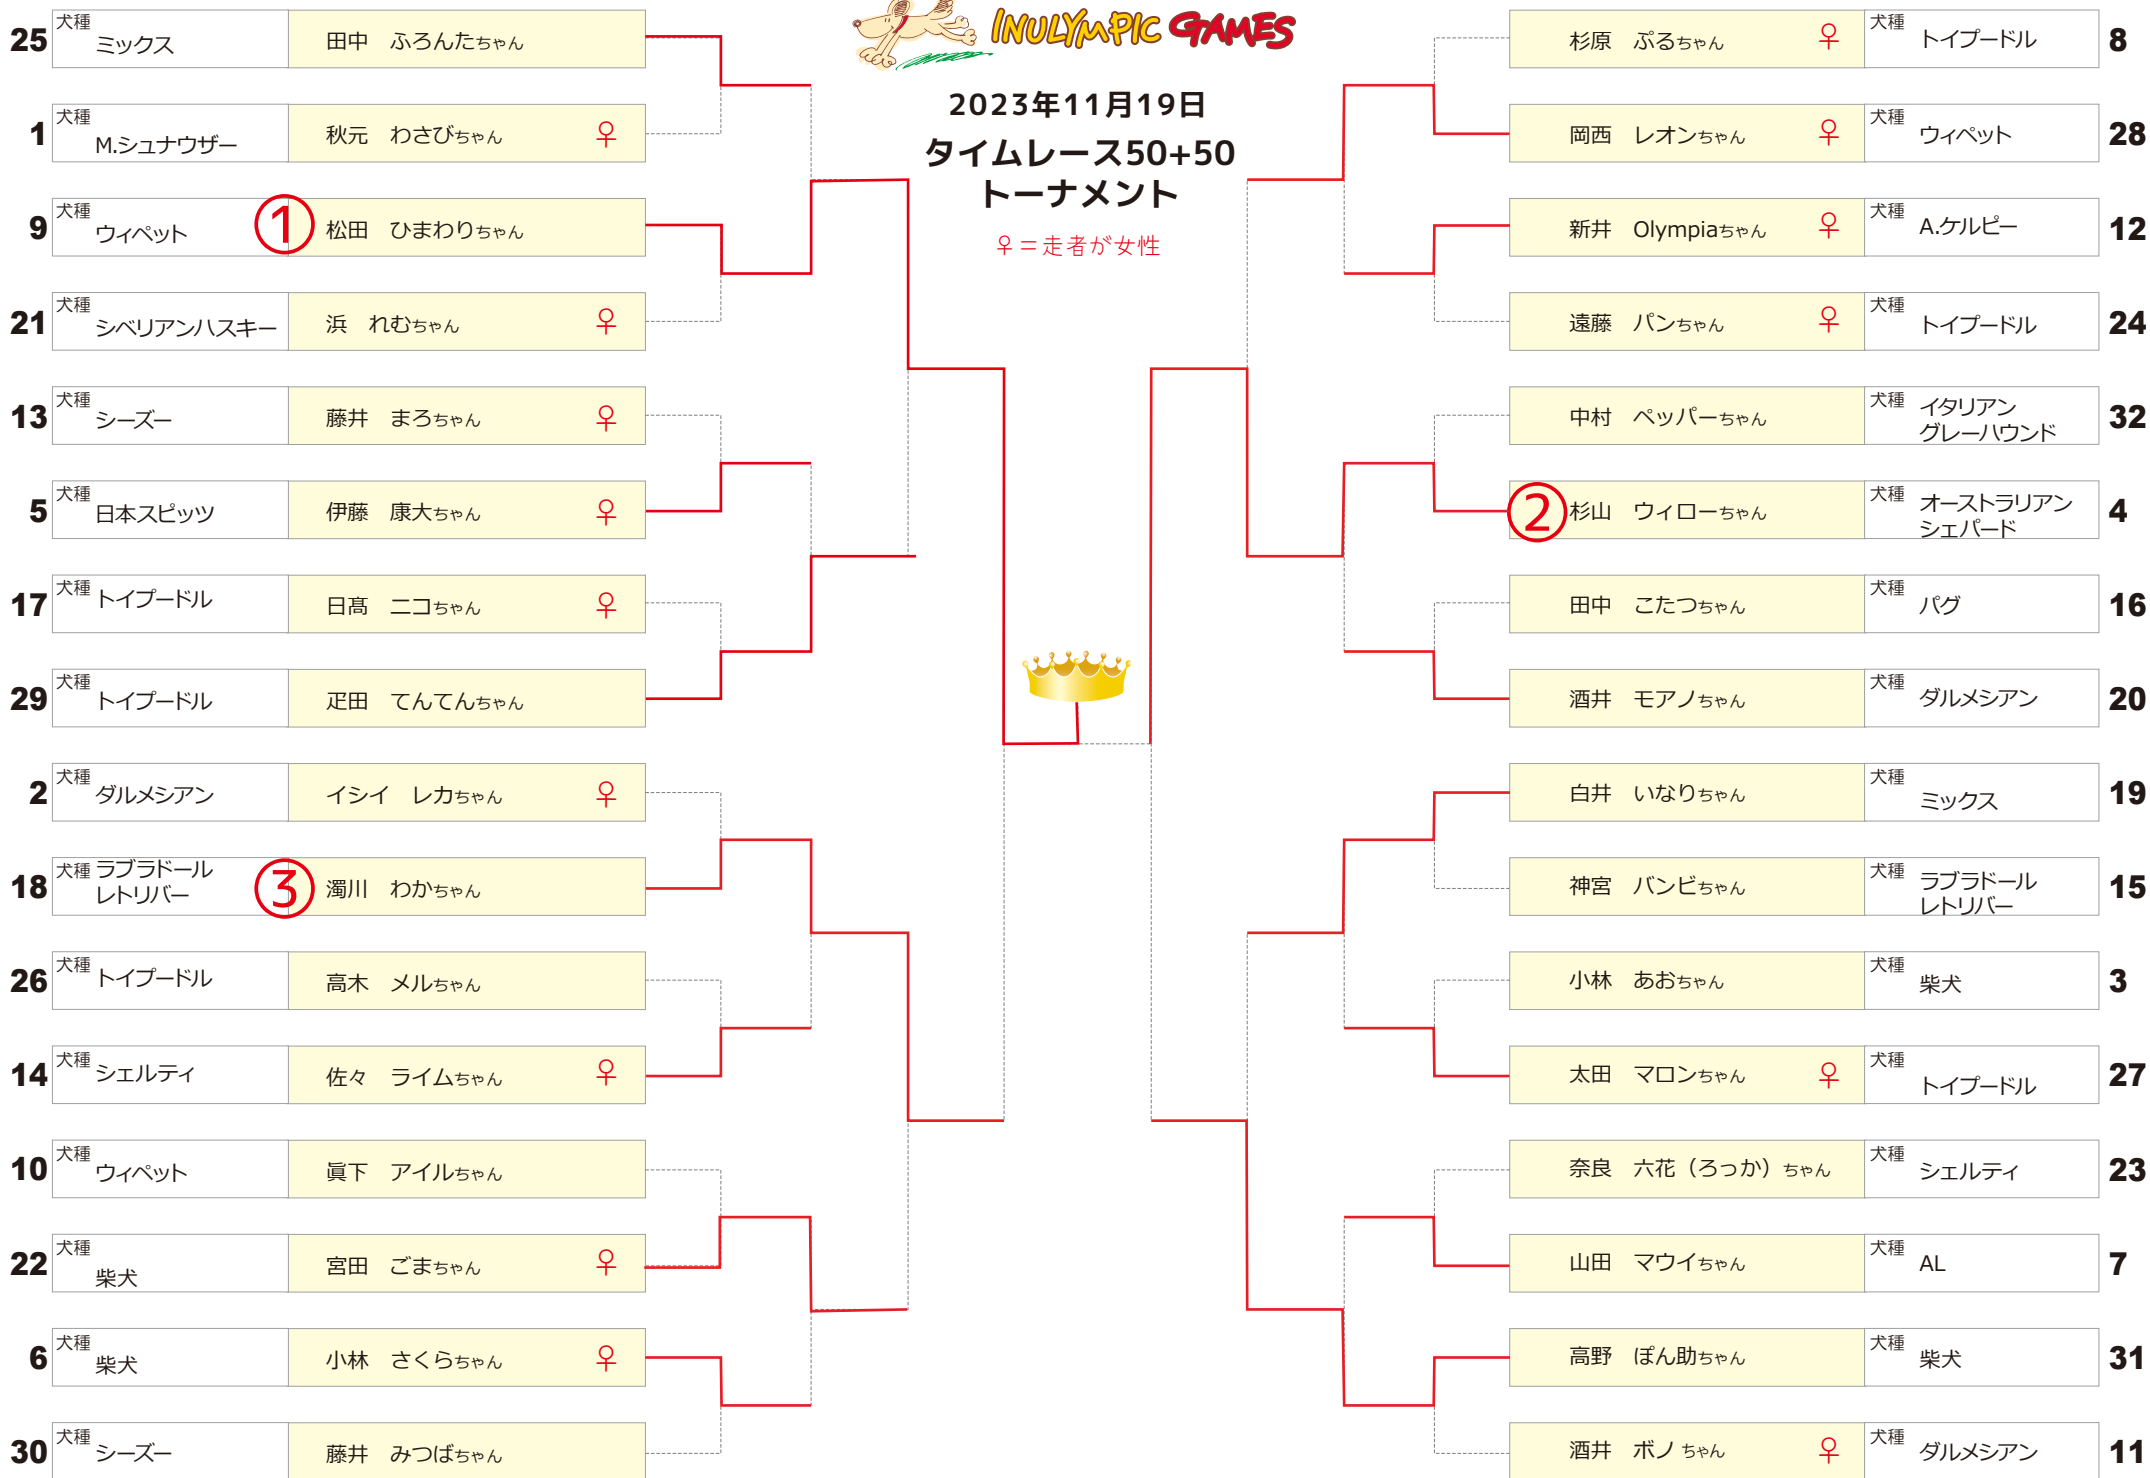 INULYMPIC GAMES
2023年11月19日
タイムレース50+50
トーナメント
♀＝走者が女性
25 犬種 ミックス 田中　ふろんたちゃん
1 犬種 M.シュナウザー 秋元　わさびちゃん ♀
9 犬種 ウィペット ① 松田　ひまわりちゃん
21 犬種 シベリアンハスキー 浜　れむちゃん ♀
13 犬種 シーズー 藤井　まろちゃん ♀
5 犬種 日本スピッツ 伊藤　康大ちゃん ♀
17 犬種 トイプードル 日髙　ニコちゃん ♀
29 犬種 トイプードル 疋田　てんてんちゃん
2 犬種 ダルメシアン イシイ　レカちゃん ♀
18 犬種 ラブラドール
レトリバー ③ 濁川　わかちゃん
26 犬種 トイプードル 高木　メルちゃん
14 犬種 シェルティ 佐々　ライムちゃん ♀
10 犬種 ウィペット 眞下　アイルちゃん
22 犬種 柴犬 宮田　ごまちゃん ♀
6 犬種 柴犬 小林　さくらちゃん ♀
30 犬種 シーズー 藤井　みつばちゃん
杉原　ぷるちゃん ♀ 犬種 トイプードル 8
岡西　レオンちゃん ♀ 犬種 ウィペット 28
新井　Olympiaちゃん ♀ 犬種 A.ケルピー 12
遠藤　パンちゃん ♀ 犬種 トイプードル 24
中村　ペッパーちゃん 犬種 イタリアン
グレーハウンド 32
② 杉山　ウィローちゃん 犬種 オーストラリアン
シェパード 4
田中　こたつちゃん 犬種 パグ 16
酒井　モアノちゃん 犬種 ダルメシアン 20
白井　いなりちゃん 犬種 ミックス 19
神宮　バンビちゃん 犬種 ラブラドール
レトリバー 15
小林　あおちゃん 犬種 柴犬 3
太田　マロンちゃん ♀ 犬種 トイプードル 27
奈良　六花（ろっか）ちゃん 犬種 シェルティ 23
山田　マウイちゃん 犬種 AL 7
高野　ぽん助ちゃん 犬種 柴犬 31
酒井　ボノちゃん ♀ 犬種 ダルメシアン 11